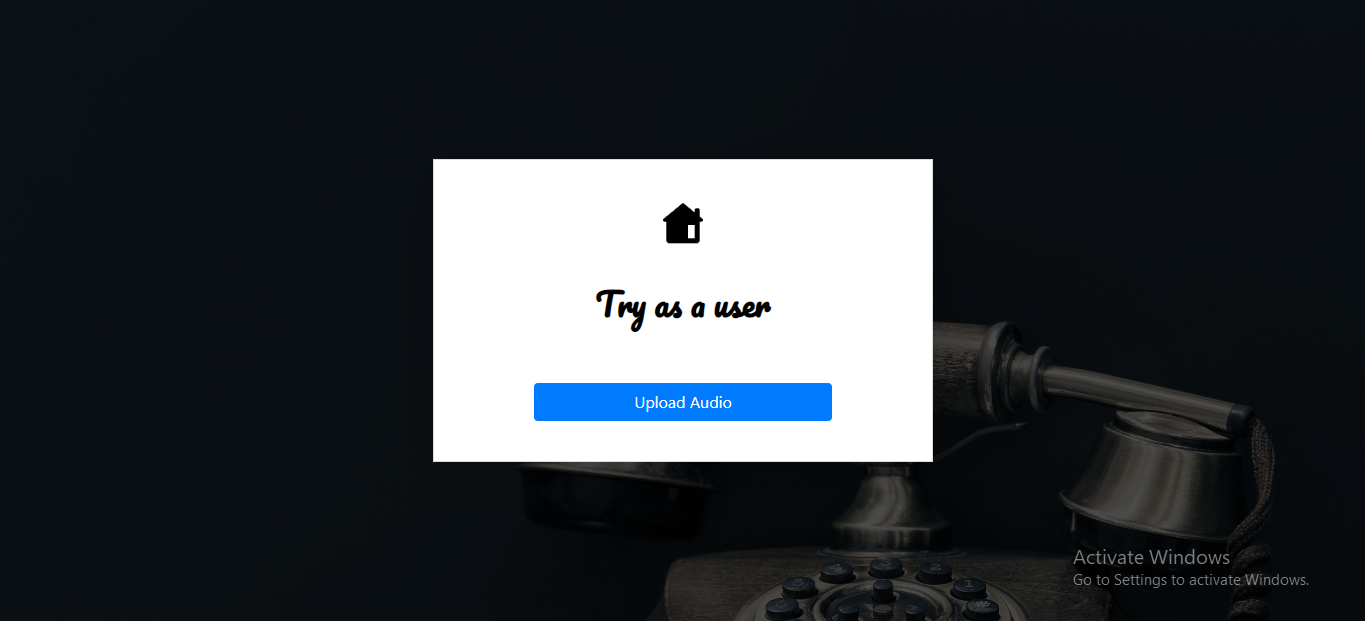 Try as a user
Upload Audio
Activate Windows
Go to Settings to activate Windows.